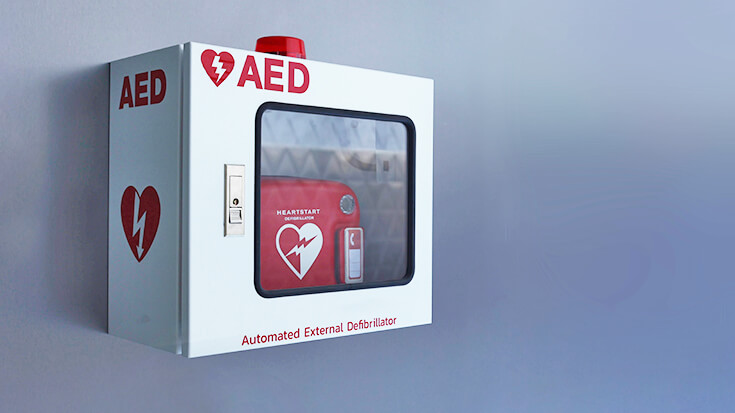 AED
AED
HEARTSTART
DEFIBRILLATOR
Automated External Defibrillator